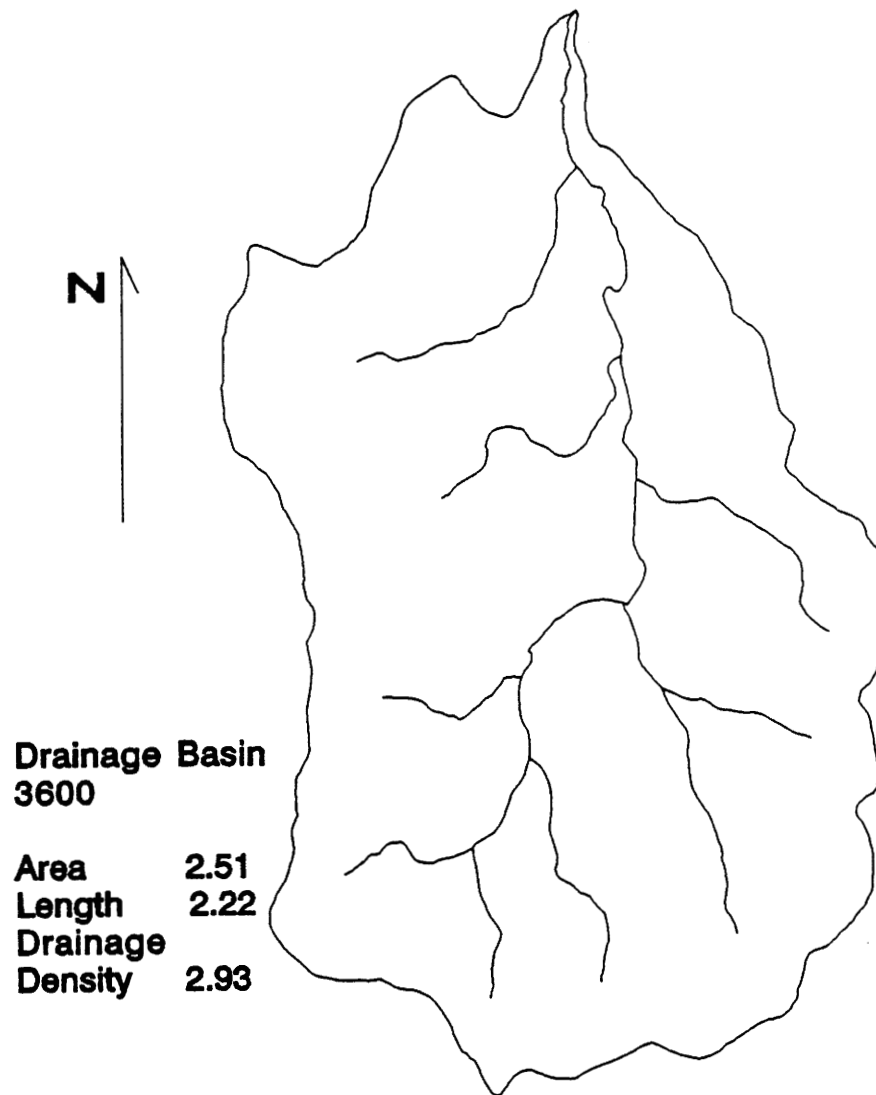 N
Drainage Basin
3600
Area 2.51
Length 2.22
Drainage
Density 2.93